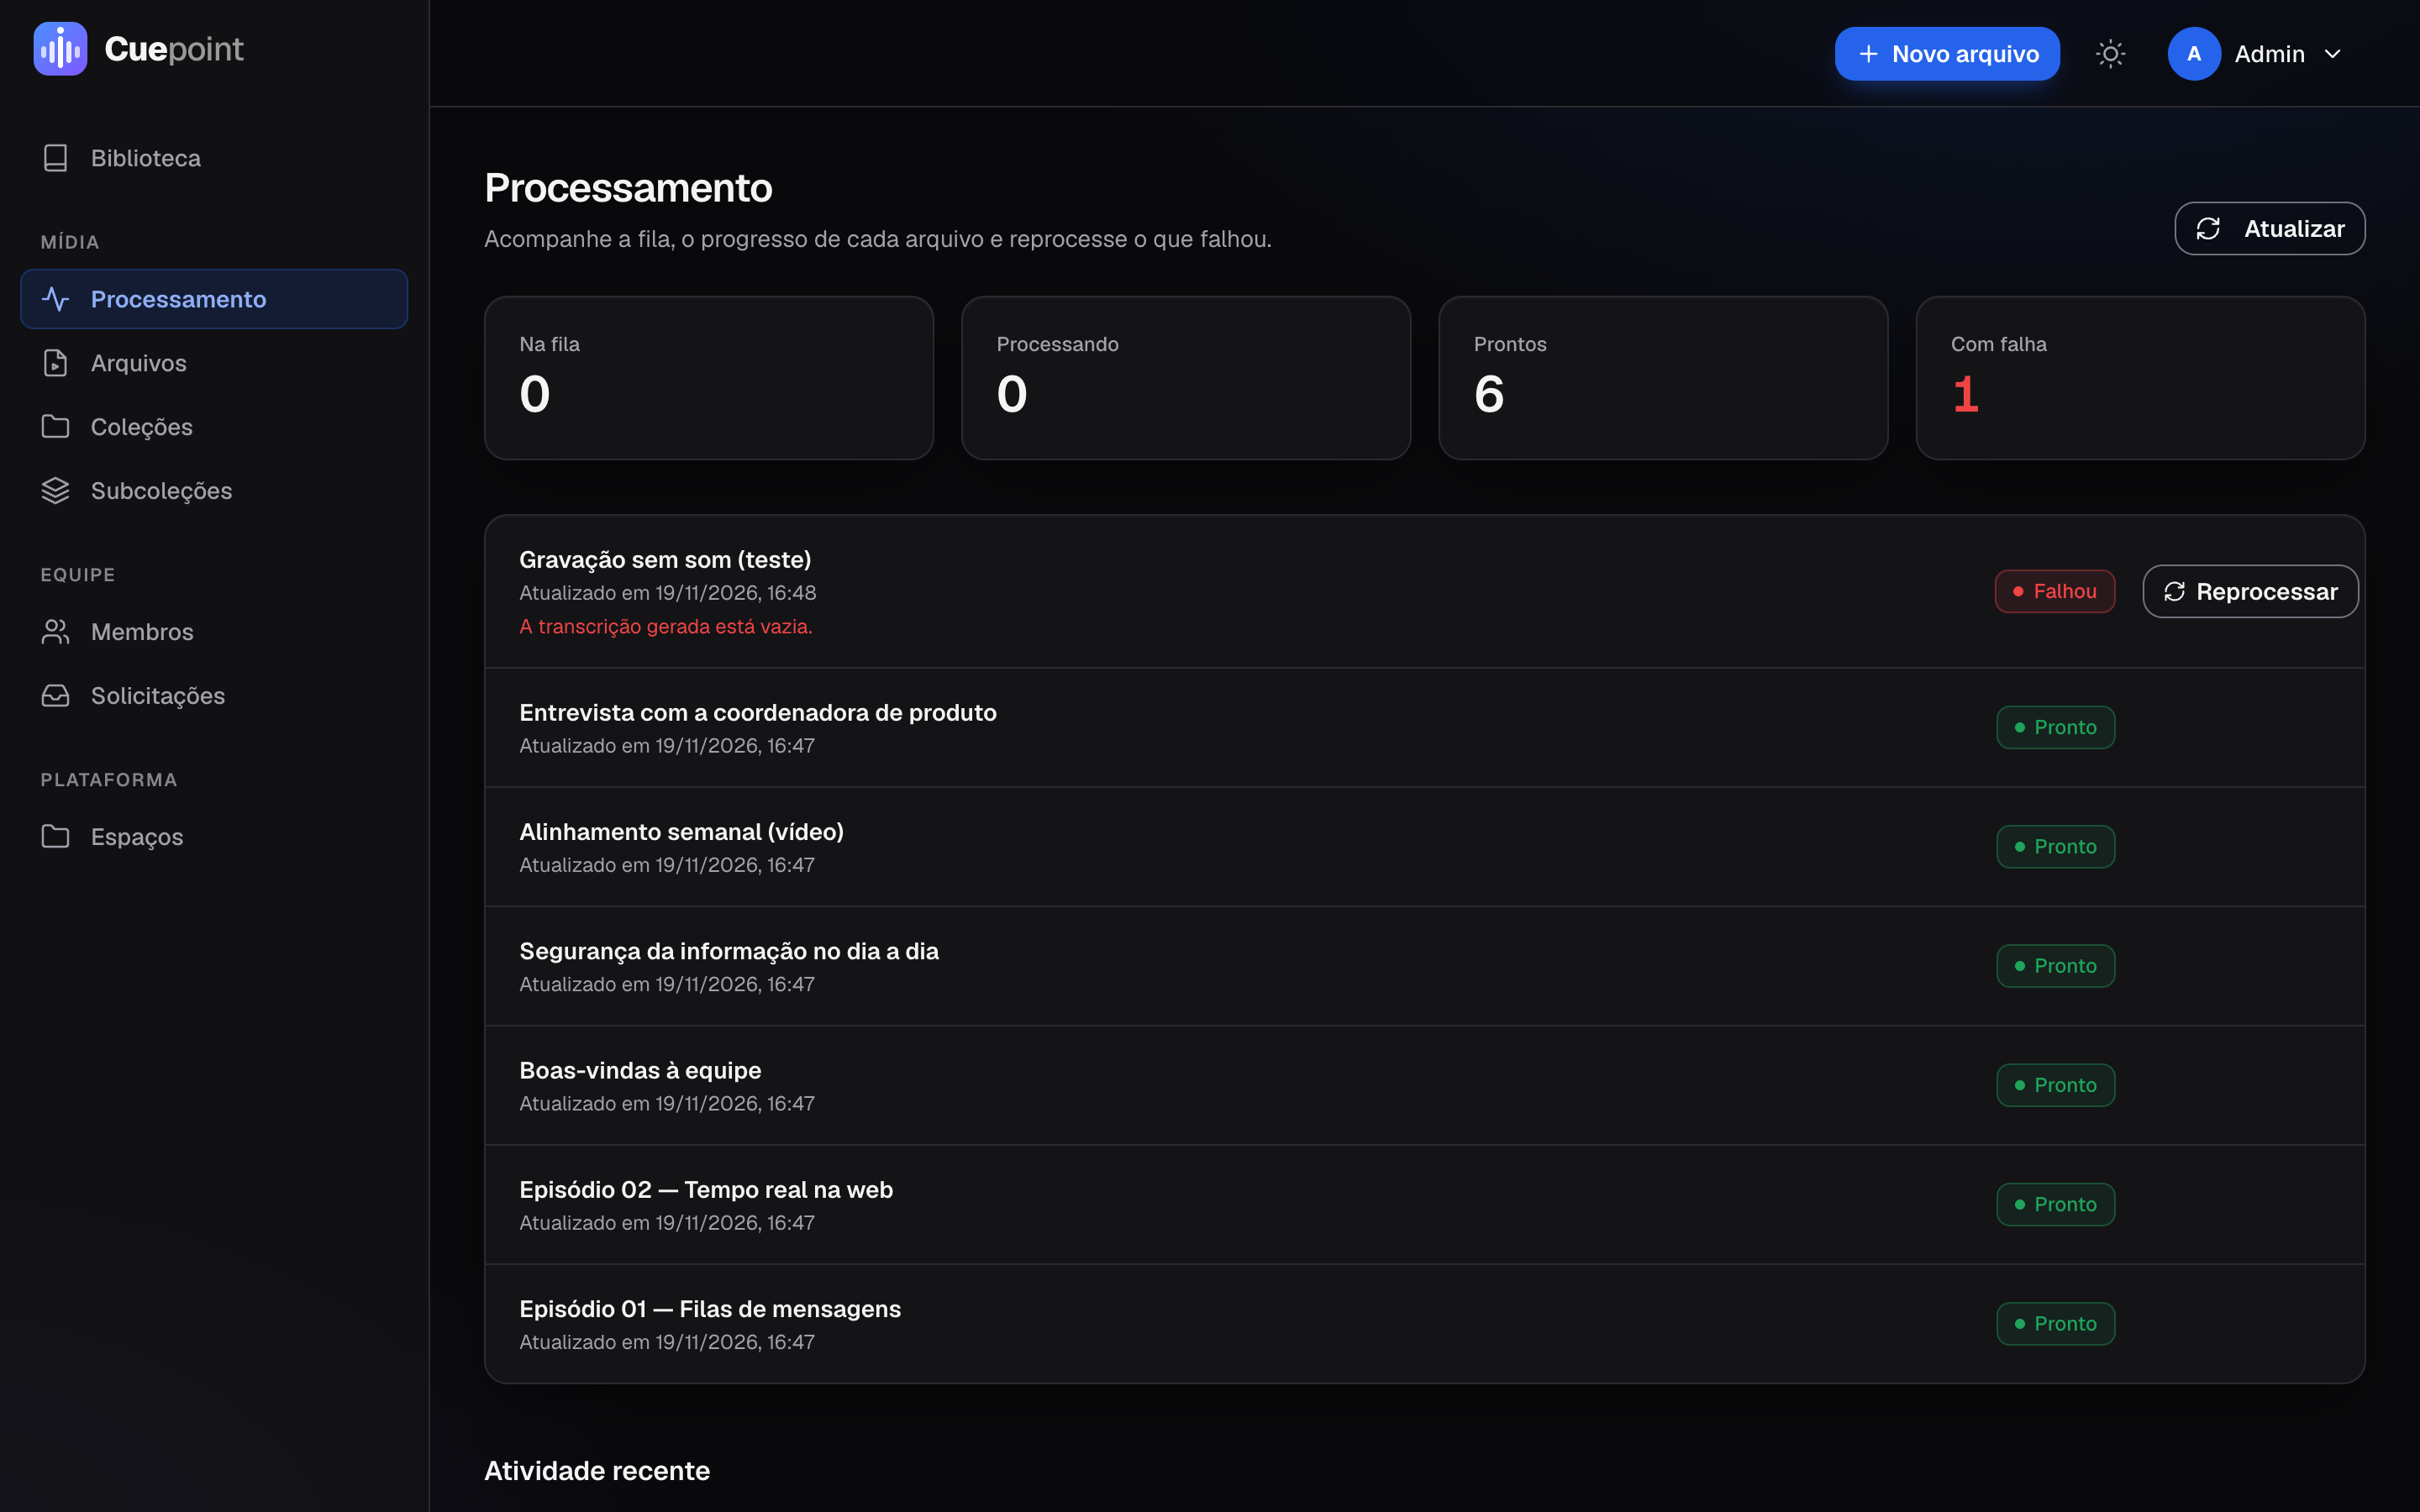 Cuepoint
Novo arquivo
A
Admin
Biblioteca
MÍDIA
Processamento
Arquivos
Coleções
Subcoleções
EQUIPE
Membros
Solicitações
PLATAFORMA
Espaços
Processamento
Acompanhe a fila, o progresso de cada arquivo e reprocesse o que falhou.
Atualizar
Na fila
0
Processando
0
Prontos
6
Com falha
1
Gravação sem som (teste)
Atualizado em 19/11/2026, 16:48
A transcrição gerada está vazia.
Falhou
Reprocessar
Entrevista com a coordenadora de produto
Atualizado em 19/11/2026, 16:47
Pronto
Alinhamento semanal (vídeo)
Atualizado em 19/11/2026, 16:47
Pronto
Segurança da informação no dia a dia
Atualizado em 19/11/2026, 16:47
Pronto
Boas-vindas à equipe
Atualizado em 19/11/2026, 16:47
Pronto
Episódio 02 — Tempo real na web
Atualizado em 19/11/2026, 16:47
Pronto
Episódio 01 — Filas de mensagens
Atualizado em 19/11/2026, 16:47
Pronto
Atividade recente